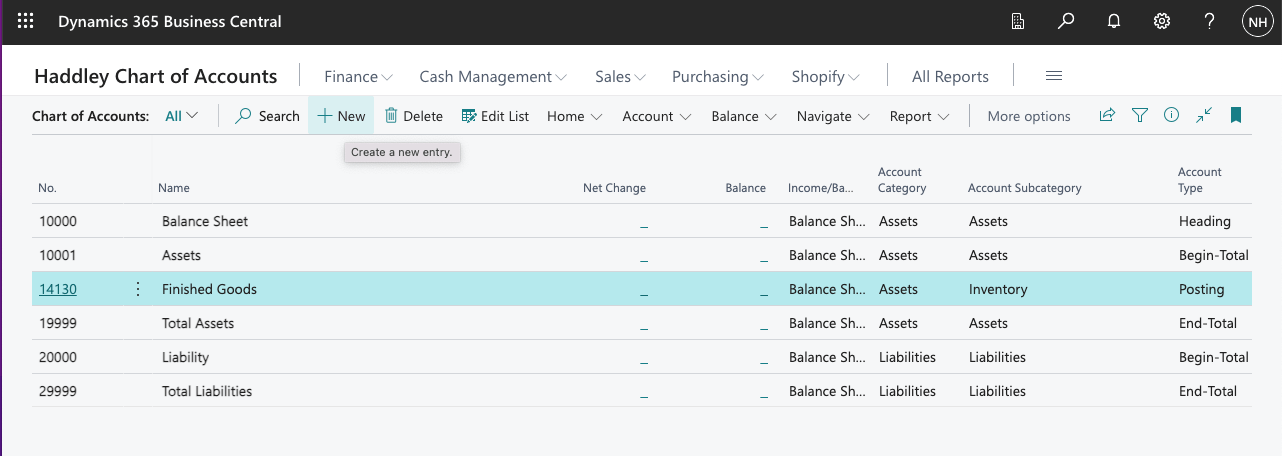 Dynamics 365 Business Central ? NH
Haddley Chart of Accounts Finance Cash Management Sales Purchasing Shopify All Reports
Chart of Accounts: All Search New Delete Edit List Home Account Balance Navigate Report More options
Create a new entry.
No. Name Net Change Balance Income/Ba... Account Category Account Subcategory Account Type
10000 Balance Sheet _ _ Balance Sh... Assets Assets Heading
10001 Assets _ _ Balance Sh... Assets Assets Begin-Total
14130 Finished Goods _ _ Balance Sh... Assets Inventory Posting
19999 Total Assets _ _ Balance Sh... Assets Assets End-Total
20000 Liability _ _ Balance Sh... Liabilities Liabilities Begin-Total
29999 Total Liabilities _ _ Balance Sh... Liabilities Liabilities End-Total